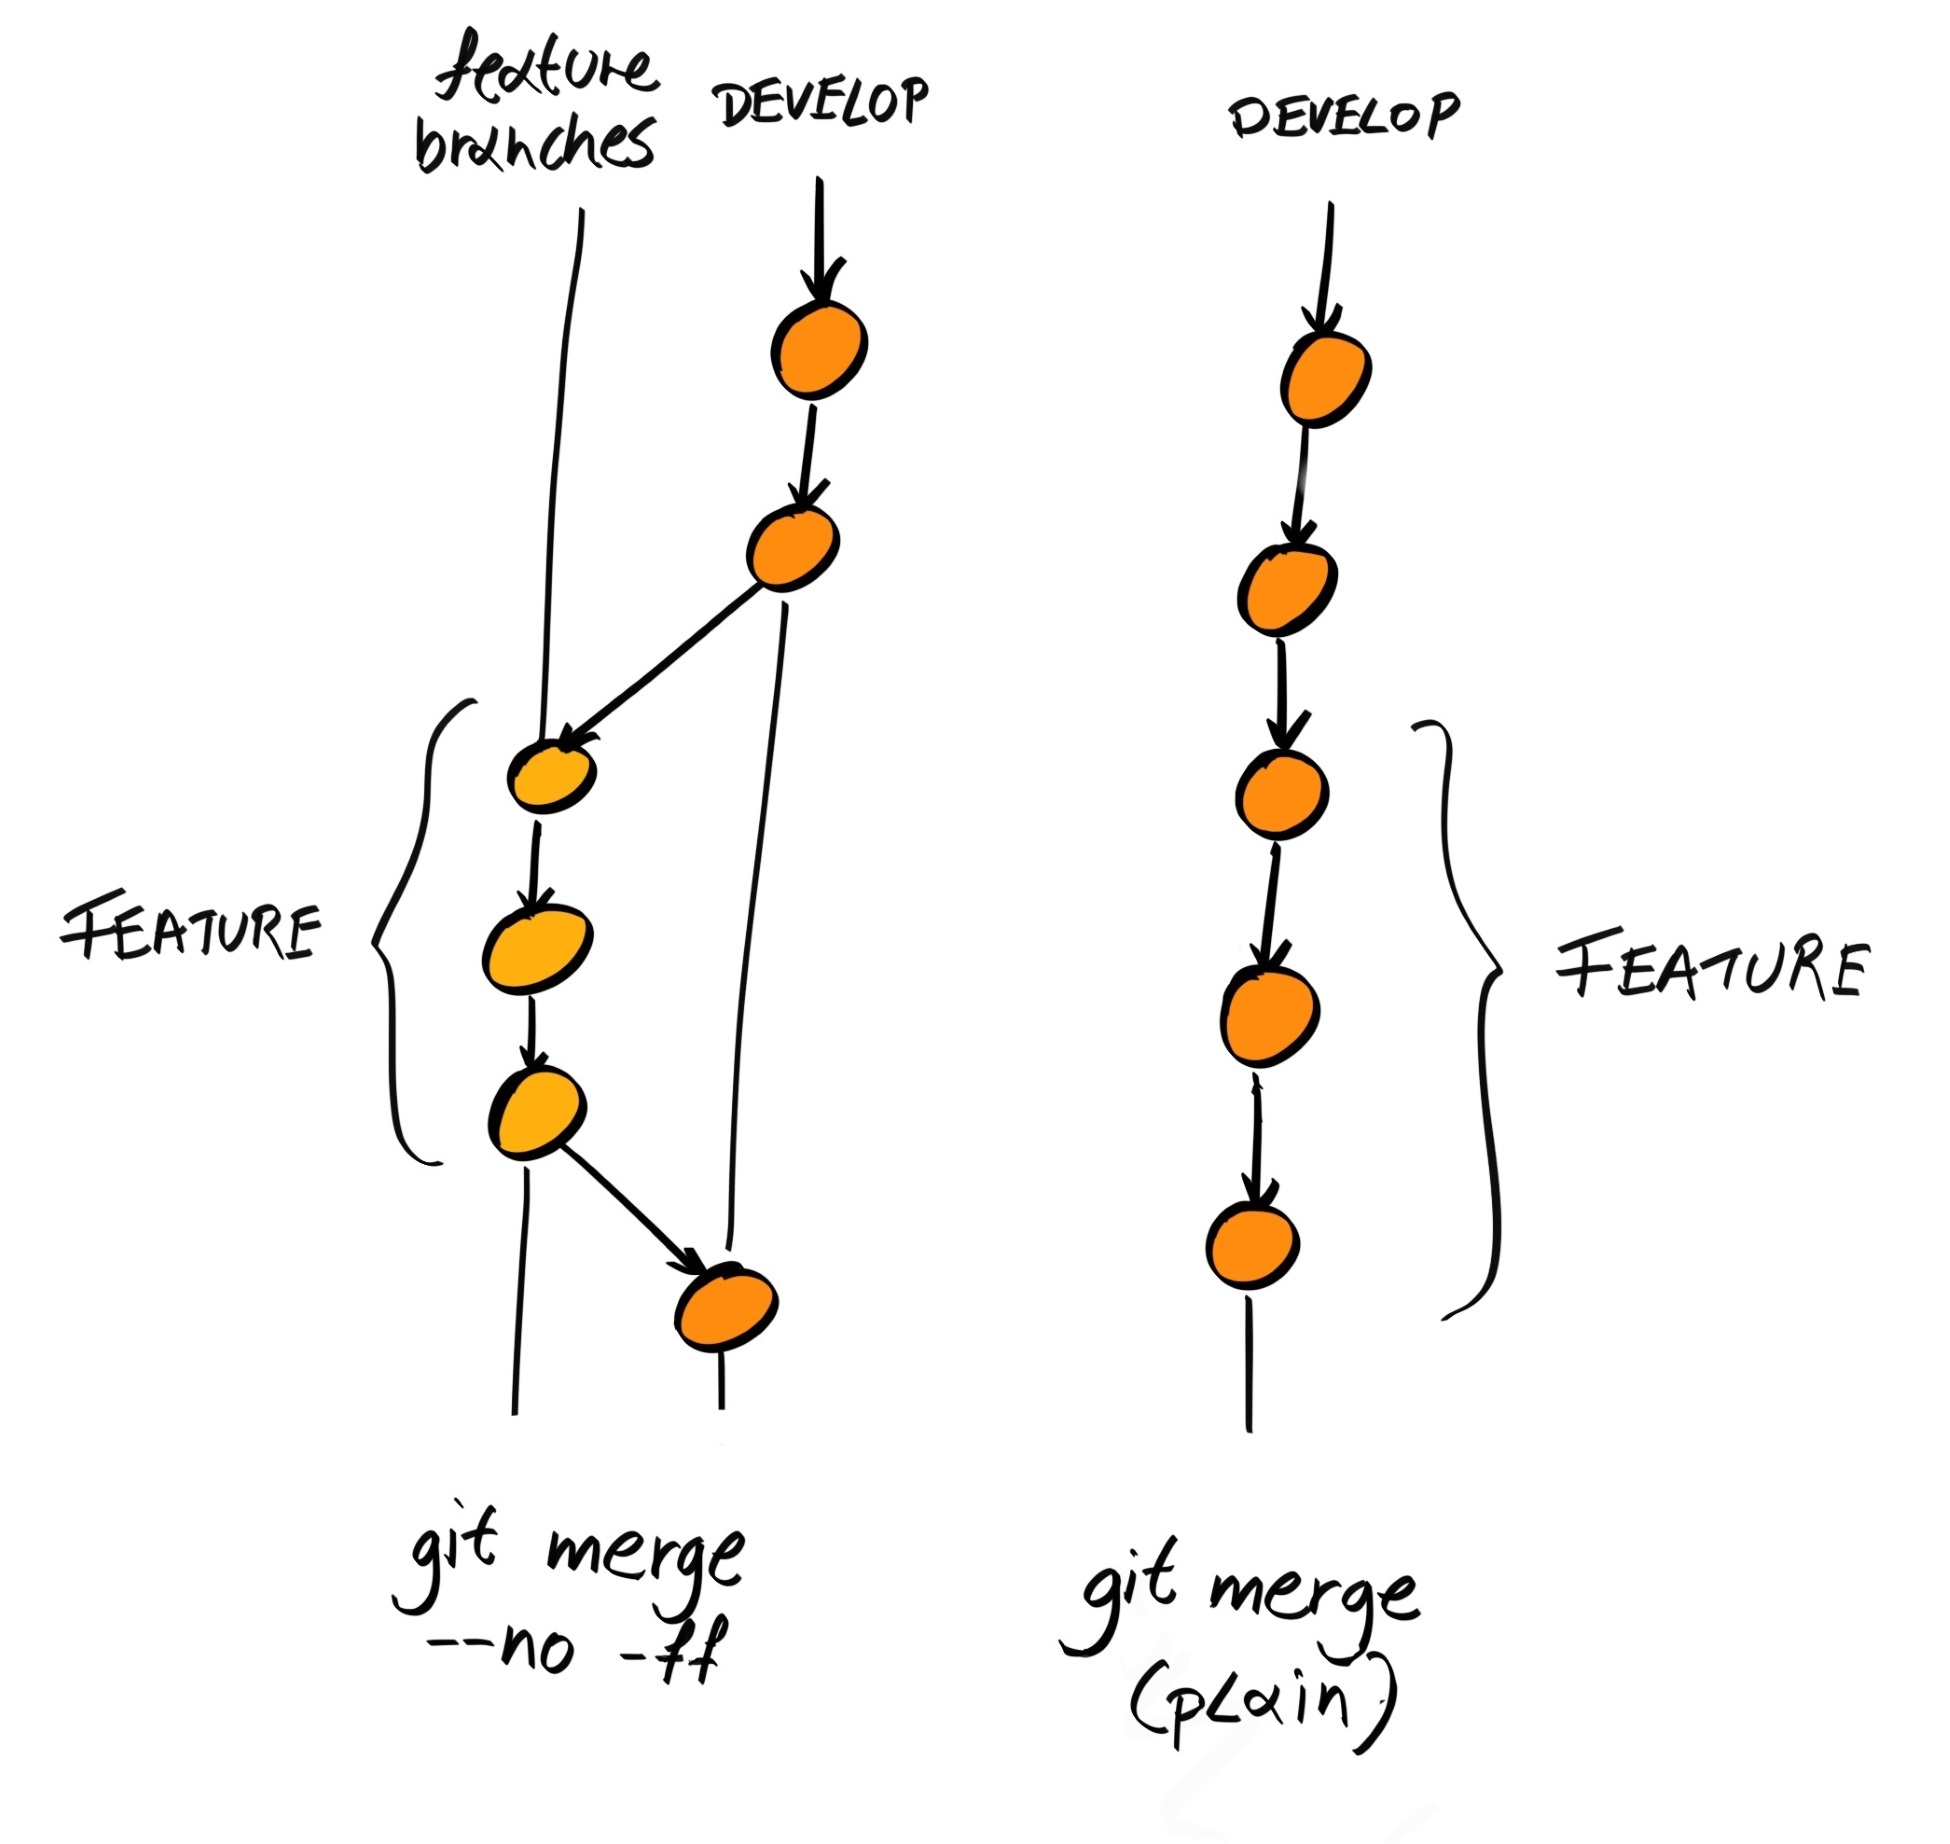 feature
branches
DEVELOP
DEVELOP
FEATURE
FEATURE
git merge
--no -ff
git merge
(plain)